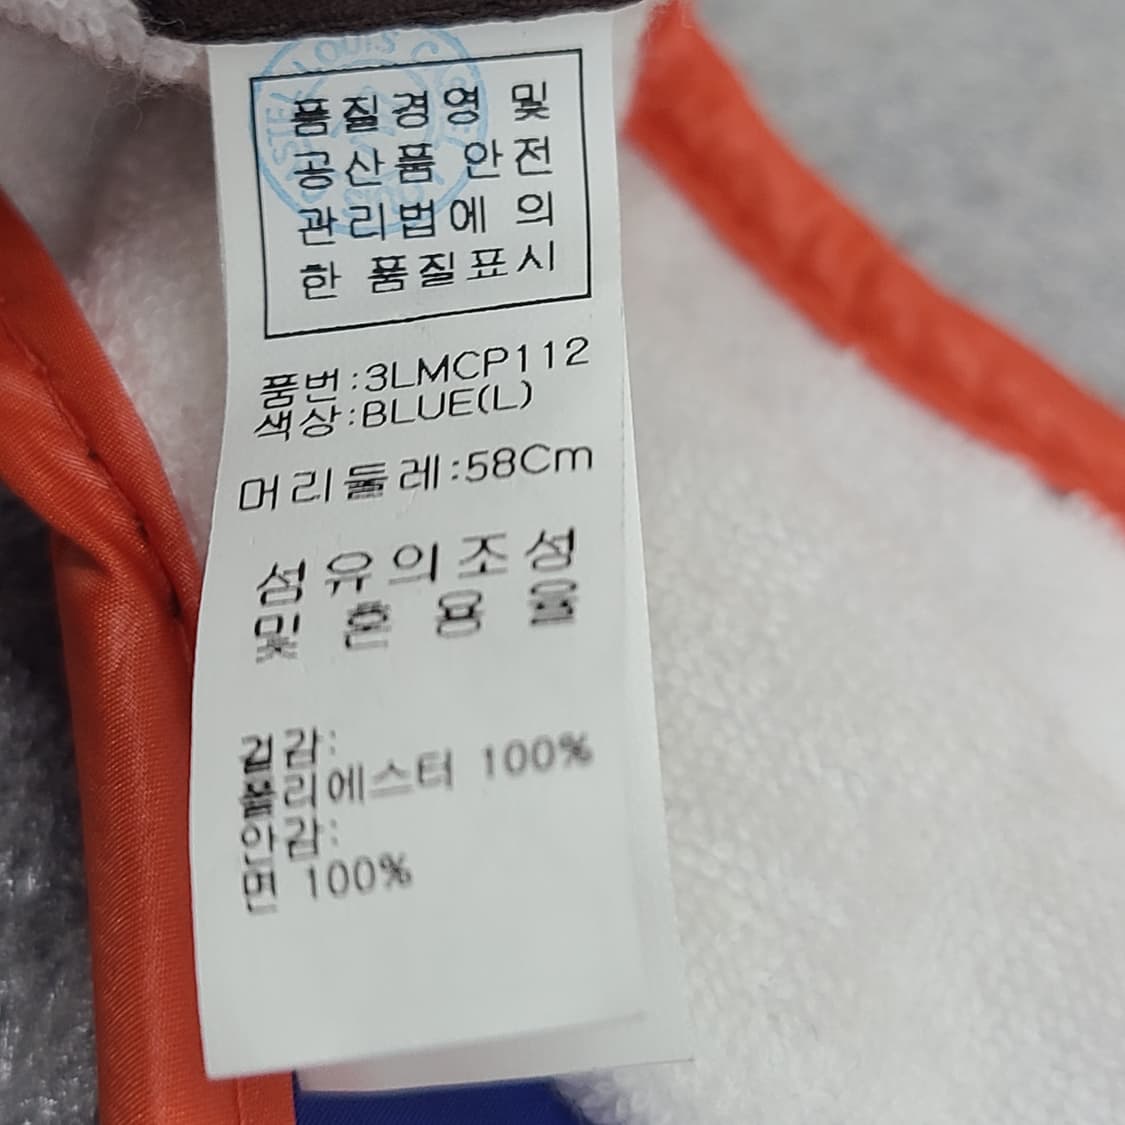 품질경영 및
공산품 안전
관리법에 의
한 품질표시
품번:3LMCP112
색상:BLUE(L)
머리둘레:58Cm
섬유의조성
및 혼 용 율
겉감:
폴리에스터 100%
안감:
면 100%